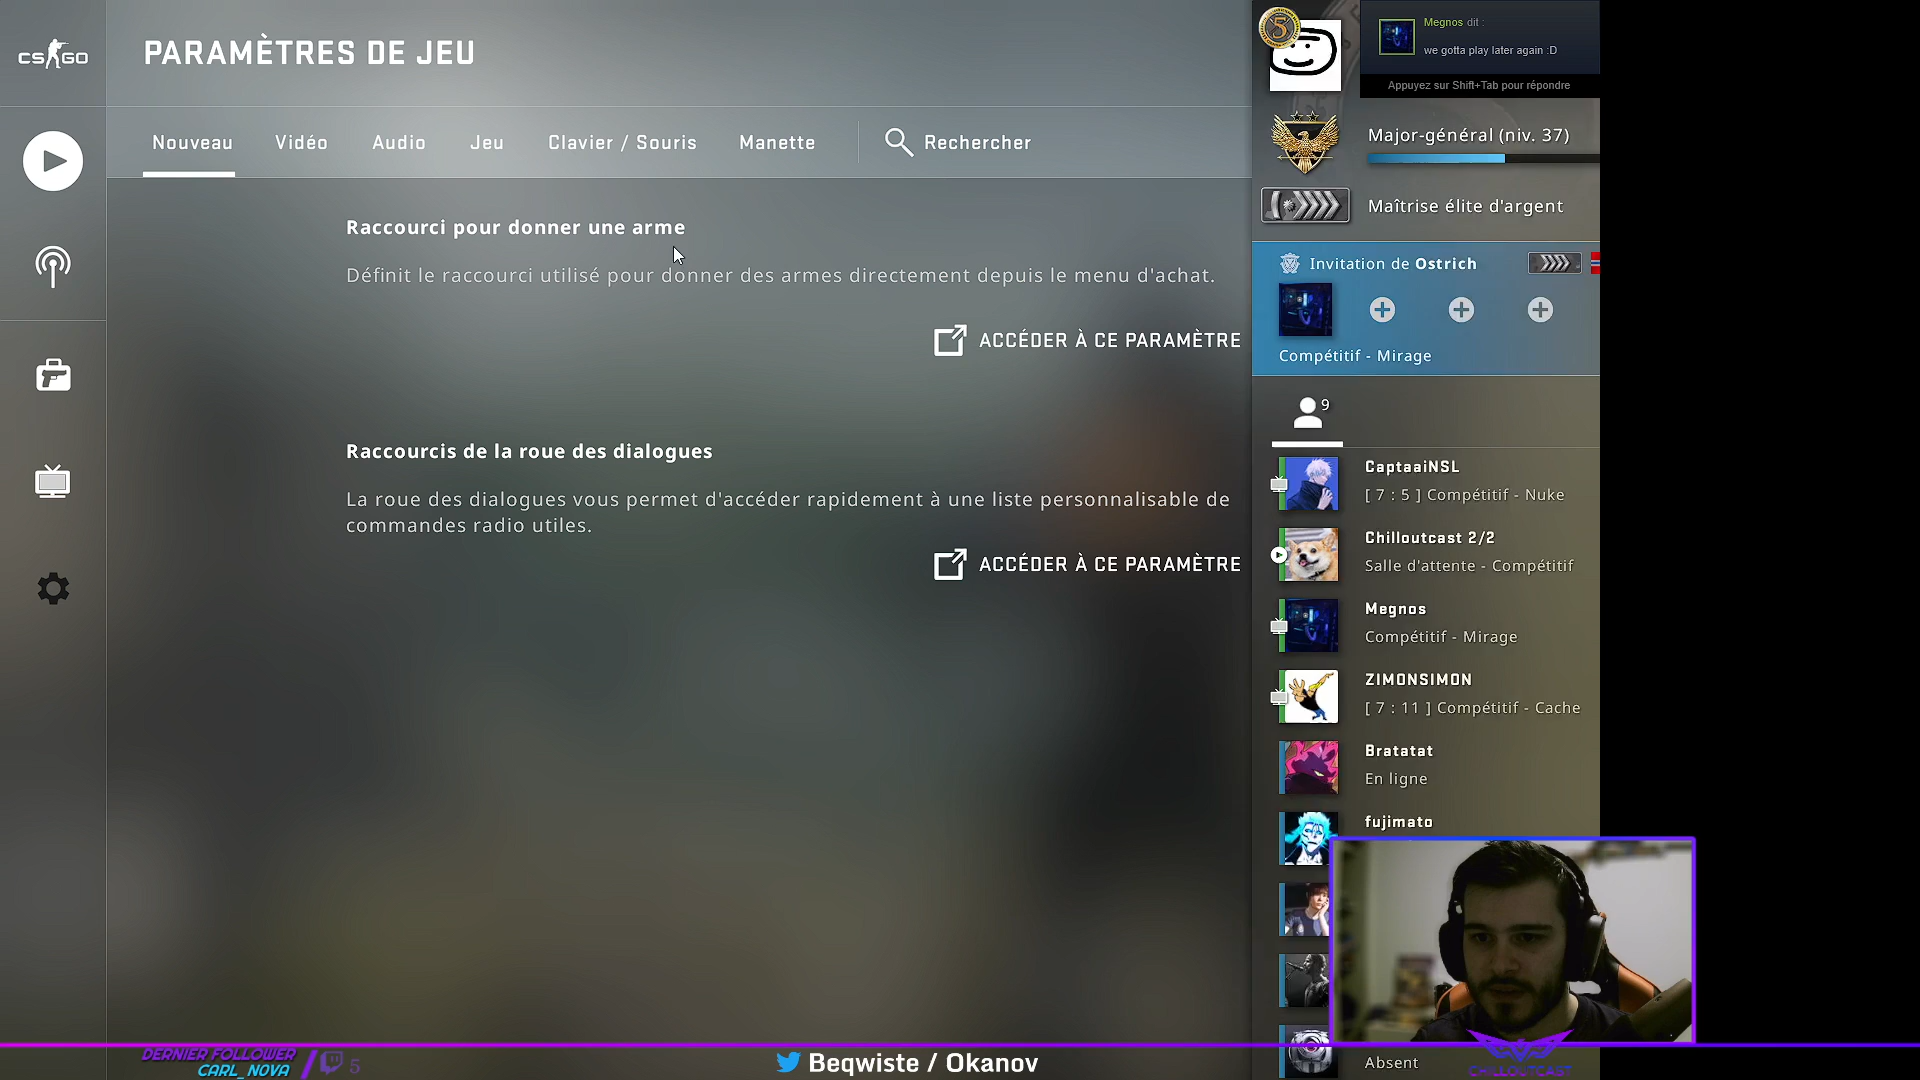 CS GO
PARAMÈTRES DE JEU
Nouveau
Vidéo
Audio
Jeu
Clavier / Souris
Manette
Rechercher
Raccourci pour donner une arme
Définit le raccourci utilisé pour donner des armes directement depuis le menu d'achat.
ACCÉDER À CE PARAMÈTRE
Raccourcis de la roue des dialogues
La roue des dialogues vous permet d'accéder rapidement à une liste personnalisable de
commandes radio utiles.
ACCÉDER À CE PARAMÈTRE
5
Megnos dit :
we gotta play later again :D
Appuyez sur Shift+Tab pour répondre
Major-général (niv. 37)
Maîtrise élite d'argent
Invitation de Ostrich
Compétitif - Mirage
9
CaptaaiNSL
[ 7 : 5 ] Compétitif - Nuke
Chilloutcast 2/2
Salle d'attente - Compétitif
Megnos
Compétitif - Mirage
ZIMONSIMON
[ 7 : 11 ] Compétitif - Cache
Bratatat
En ligne
fujimato
Absent
DERNIER FOLLOWER
CARL_NOVA
5
Beqwiste / Okanov
CHILLOUTCAST